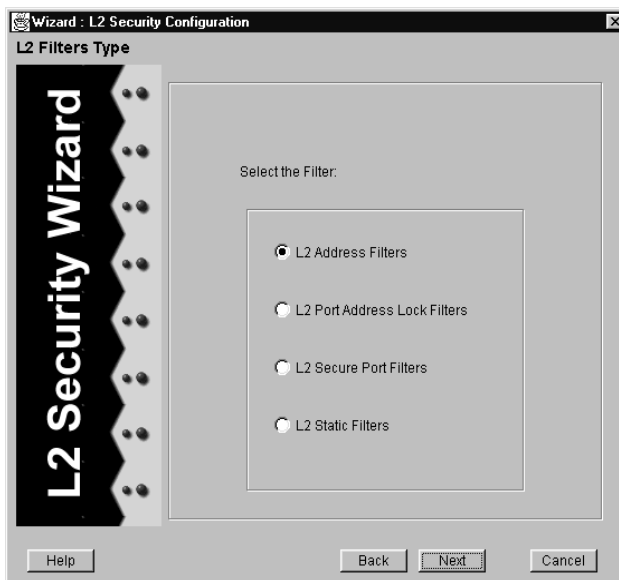 Wizard : L2 Security Configuration
L2 Filters Type
L2 Security Wizard
Select the Filter:
L2 Address Filters
L2 Port Address Lock Filters
L2 Secure Port Filters
L2 Static Filters
Help
Back
Next
Cancel